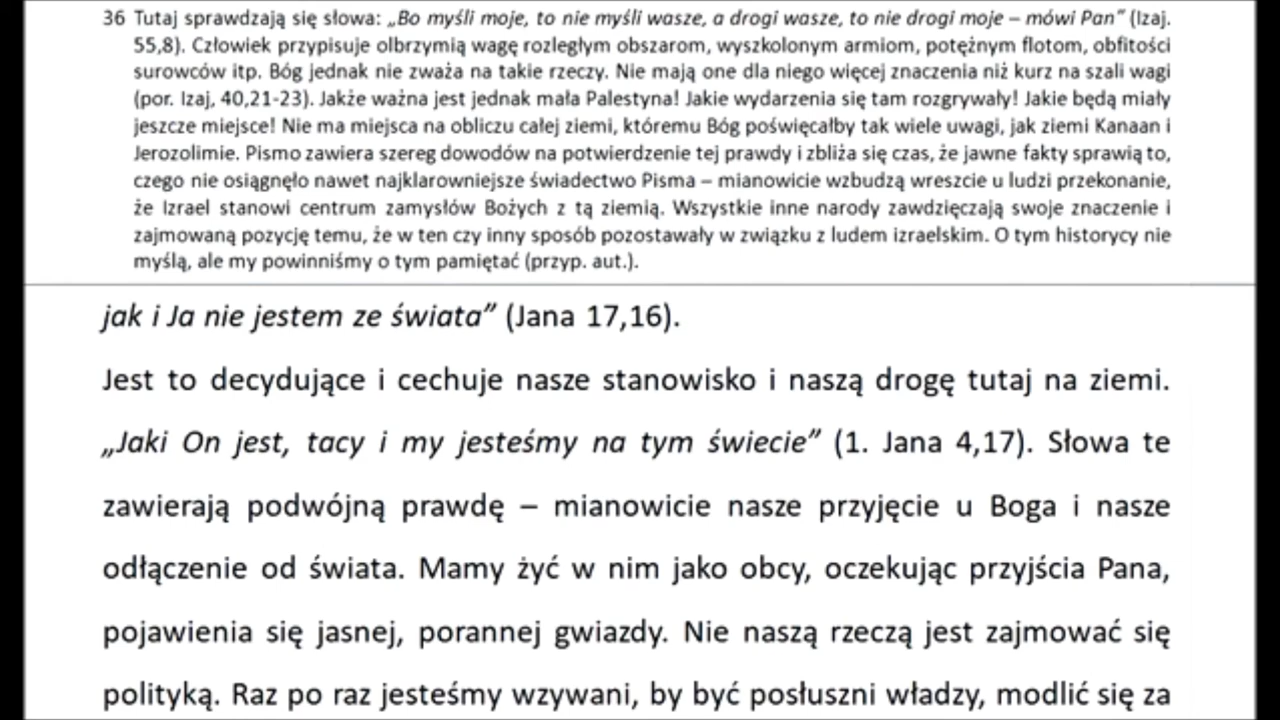 36 Tutaj sprawdzają się słowa: „Bo myśli moje, to nie myśli wasze, a drogi wasze, to nie drogi moje – mówi Pan” (Izaj.
55,8). Człowiek przypisuje olbrzymią wagę rozległym obszarom, wyszkolonym armiom, potężnym flotom, obfitości
surowców itp. Bóg jednak nie zważa na takie rzeczy. Nie mają one dla niego więcej znaczenia niż kurz na szali wagi
(por. Izaj, 40,21-23). Jakże ważna jest jednak mała Palestyna! Jakie wydarzenia się tam rozgrywały! Jakie będą miały
jeszcze miejsce! Nie ma miejsca na obliczu całej ziemi, któremu Bóg poświęcałby tak wiele uwagi, jak ziemi Kanaan i
Jerozolimie. Pismo zawiera szereg dowodów na potwierdzenie tej prawdy i zbliża się czas, że jawne fakty sprawią to,
czego nie osiągnęło nawet najklarowniejsze świadectwo Pisma – mianowicie wzbudzą wreszcie u ludzi przekonanie,
że Izrael stanowi centrum zamysłów Bożych z tą ziemią. Wszystkie inne narody zawdzięczają swoje znaczenie i
zajmowaną pozycję temu, że w ten czy inny sposób pozostawały w związku z ludem izraelskim. O tym historycy nie
myślą, ale my powinniśmy o tym pamiętać (przyp. aut.).
jak i Ja nie jestem ze świata” (Jana 17,16).
Jest to decydujące i cechuje nasze stanowisko i naszą drogę tutaj na ziemi.
„Jaki On jest, tacy i my jesteśmy na tym świecie” (1. Jana 4,17). Słowa te
zawierają podwójną prawdę – mianowicie nasze przyjęcie u Boga i nasze
odłączenie od świata. Mamy żyć w nim jako obcy, oczekując przyjścia Pana,
pojawienia się jasnej, porannej gwiazdy. Nie naszą rzeczą jest zajmować się
polityką. Raz po raz jesteśmy wzywani, by być posłuszni władzy, modlić się za